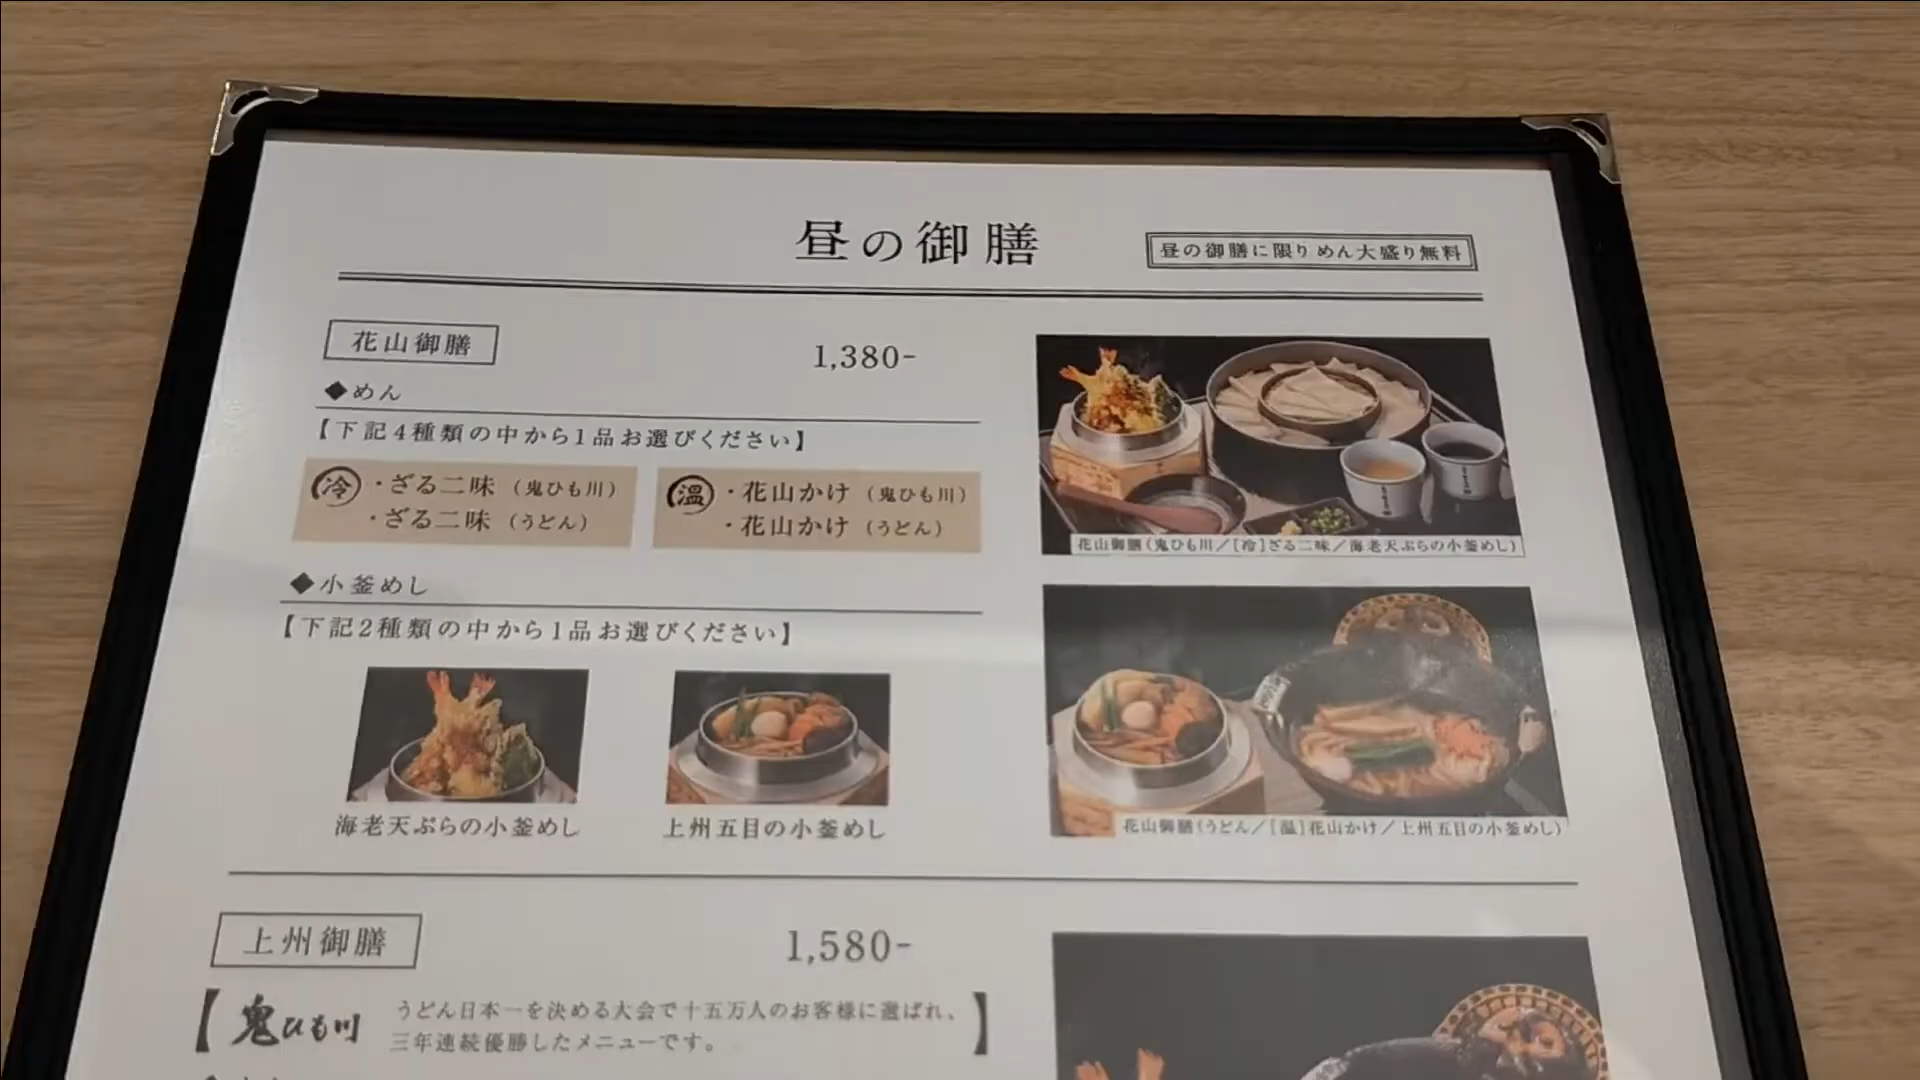 昼の御膳
昼の御膳に限り めん大盛り無料
花山御膳
1,380-
◆めん
【下記4種類の中から1品お選びください】
冷
・ざる二味（鬼ひも川）
・ざる二味（うどん）
温
・花山かけ（鬼ひも川）
・花山かけ（うどん）
花山御膳（鬼ひも川／[冷]ざる二味／海老天ぷらの小釜めし）
◆小釜めし
【下記2種類の中から1品お選びください】
海老天ぷらの小釜めし
上州五目の小釜めし
花山御膳（うどん／[温]花山かけ／上州五目の小釜めし）
上州御膳
1,580-
【鬼ひも川 うどん日本一を決める大会で十五万人のお客様に選ばれ、
三年連続優勝したメニューです。】